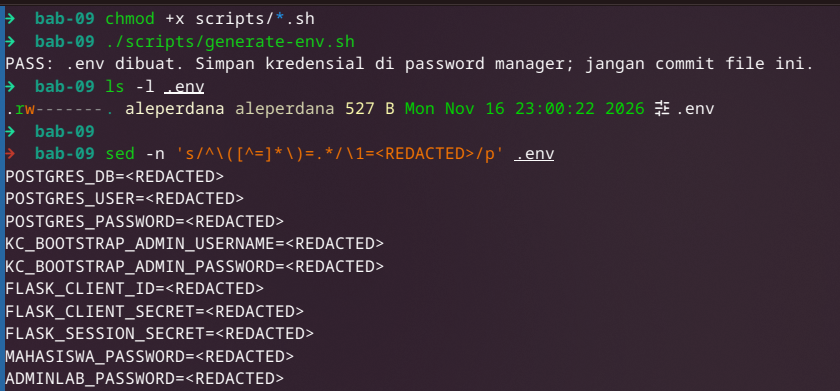 → bab-09 chmod +x scripts/*.sh
→ bab-09 ./scripts/generate-env.sh
PASS: .env dibuat. Simpan kredensial di password manager; jangan commit file ini.
→ bab-09 ls -l .env
.rw-------. aleperdana aleperdana 527 B Mon Nov 16 23:00:22 2026 .env
→ bab-09
→ bab-09 sed -n 's/^\([^=]*\)=.*/\1=<REDACTED>/p' .env
POSTGRES_DB=<REDACTED>
POSTGRES_USER=<REDACTED>
POSTGRES_PASSWORD=<REDACTED>
KC_BOOTSTRAP_ADMIN_USERNAME=<REDACTED>
KC_BOOTSTRAP_ADMIN_PASSWORD=<REDACTED>
FLASK_CLIENT_ID=<REDACTED>
FLASK_CLIENT_SECRET=<REDACTED>
FLASK_SESSION_SECRET=<REDACTED>
MAHASISWA_PASSWORD=<REDACTED>
ADMINLAB_PASSWORD=<REDACTED>